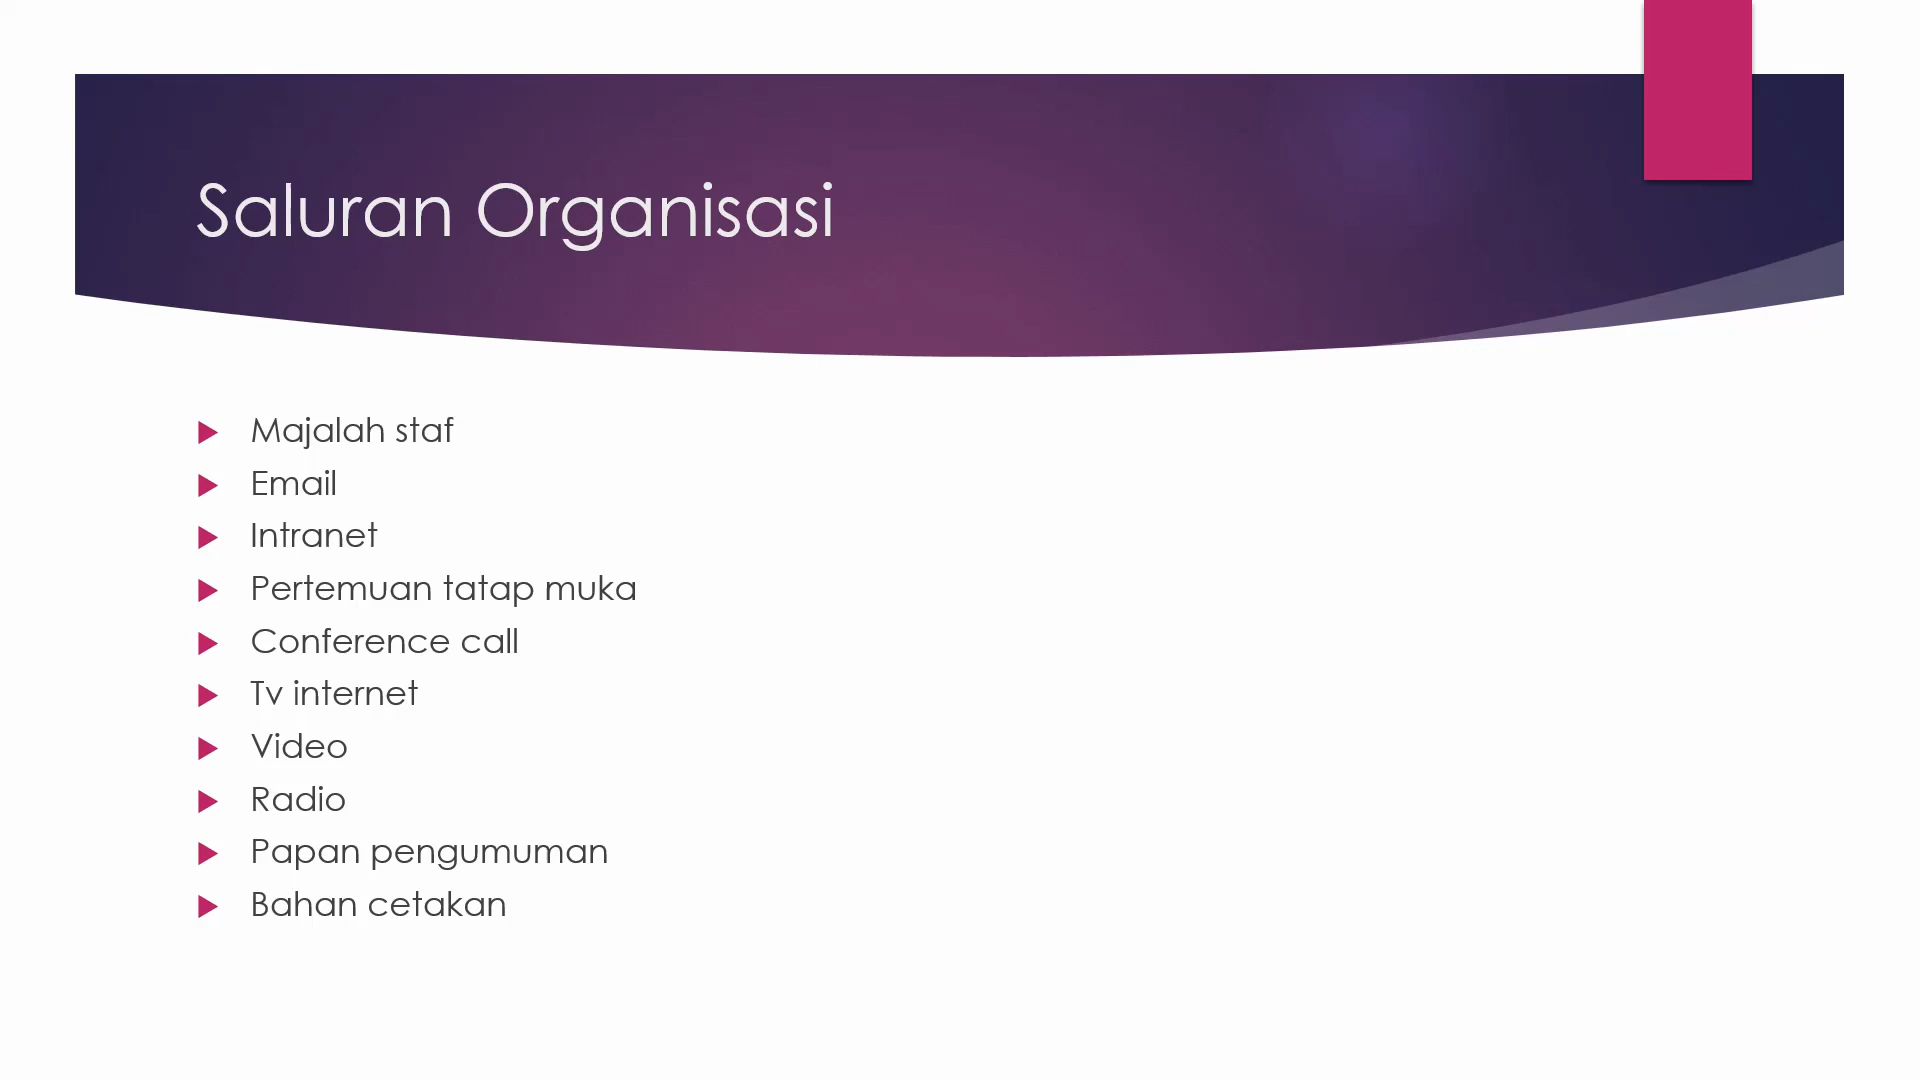 Saluran Organisasi
Majalah staf
Email
Intranet
Pertemuan tatap muka
Conference call
Tv internet
Video
Radio
Papan pengumuman
Bahan cetakan